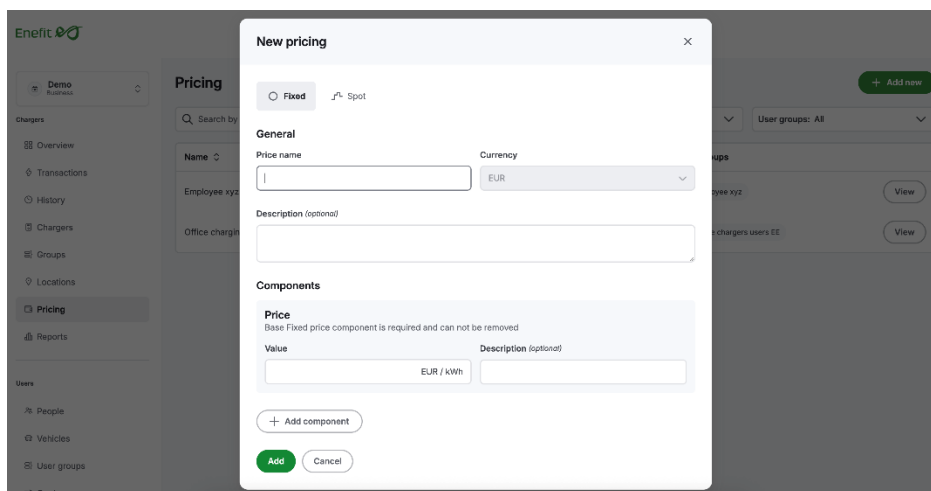 Enefit
New pricing
Demo
Business
Pricing
Add new
Fixed
Spot
Chargers
Search by
User groups: All
General
Overview
Price name
Currency
Name
ups
Transactions
EUR
Employee xyz
oyee xyz
View
History
Description (optional)
Chargers
Office chargin
e chargers users EE
View
Groups
Locations
Components
Pricing
Price
Base Fixed price component is required and can not be removed
Reports
Value
Description (optional)
EUR / kWh
Users
People
Add component
Vehicles
Add
Cancel
User groups